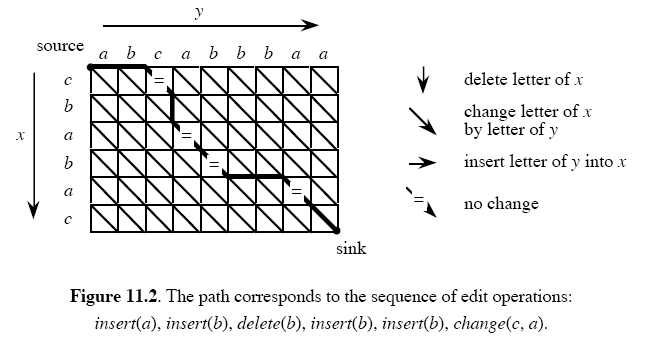 y
source a b c a b b b a a
c =
b
x a =
b =
a =
c
sink
delete letter of x
change letter of x
by letter of y
insert letter of y into x
= no change
Figure 11.2. The path corresponds to the sequence of edit operations:
insert(a), insert(b), delete(b), insert(b), insert(b), change(c, a).